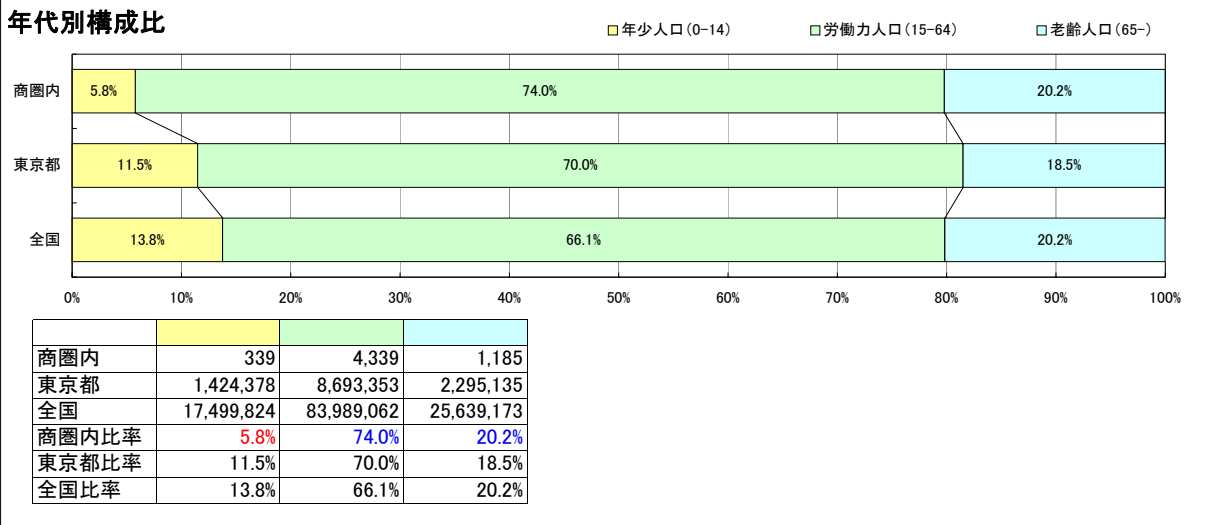 年代別構成比
年少人口(0-14) 労働力人口(15-64) 老齢人口(65-)
商圏内 5.8% 74.0% 20.2%
東京都 11.5% 70.0% 18.5%
全国 13.8% 66.1% 20.2%
0% 10% 20% 30% 40% 50% 60% 70% 80% 90% 100%
商圏内 339 4,339 1,185
東京都 1,424,378 8,693,353 2,295,135
全国 17,499,824 83,989,062 25,639,173
商圏内比率 5.8% 74.0% 20.2%
東京都比率 11.5% 70.0% 18.5%
全国比率 13.8% 66.1% 20.2%